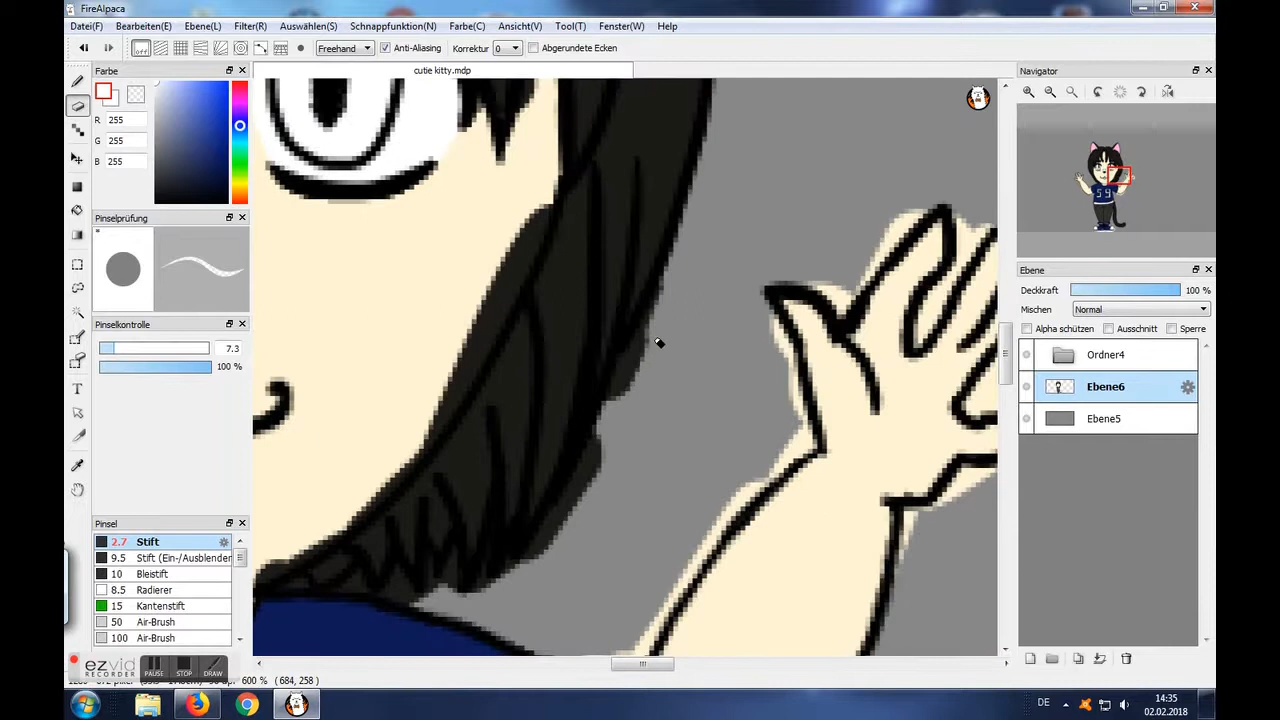 FireAlpaca
Datei(F) Bearbeiten(E) Ebene(L) Filter(R) Auswählen(S) Schnappfunktion(N) Farbe(C) Ansicht(V) Tool(T) Fenster(W) Help
off Freehand Anti-Aliasing Korrektur 0 Abgerundete Ecken
Farbe
cutie kitty.mdp
Navigator
R 255
G 255
B 255
Pinselprüfung
59
Ebene
Deckkraft 100 %
Mischen Normal
Alpha schützen Ausschnitt Sperre
Pinselkontrolle
7.3
100 %
Ordner4
Ebene6
Ebene5
Pinsel
2.7 Stift
9.5 Stift (Ein-/Ausblenden
10 Bleistift
8.5 Radierer
15 Kantenstift
50 Air-Brush
100 Air-Brush
ezvid
RECORDER
PAUSE STOP DRAW
600 % (684, 258)
DE
14:35
02.02.2018